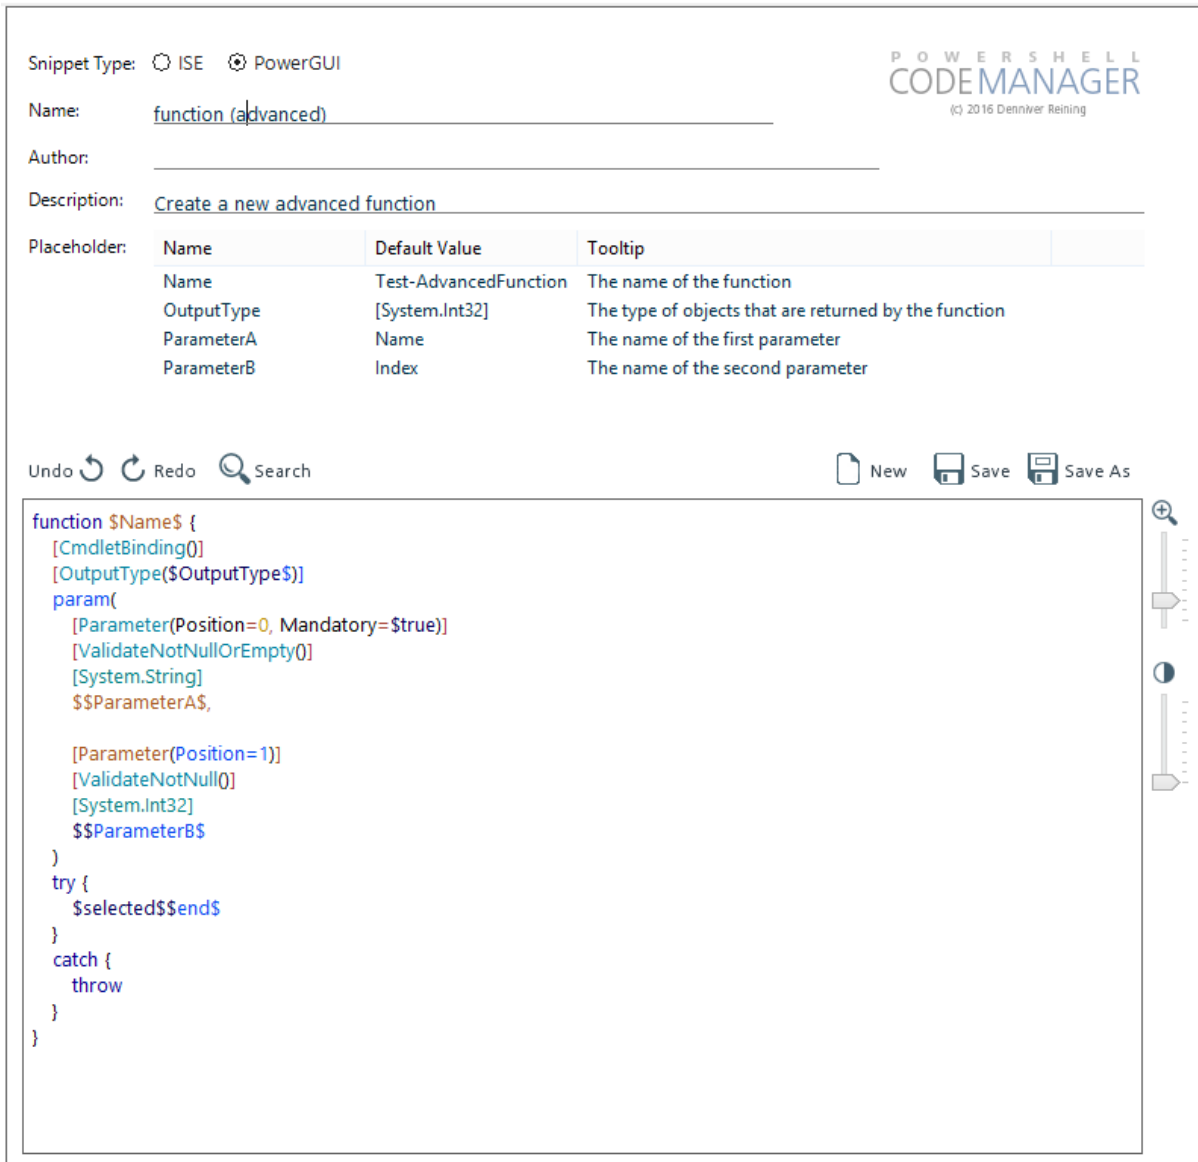 Snippet Type: ISE PowerGUI
POWERSHELL
CODEMANAGER
(c) 2016 Denniver Reining
Name: function (advanced)
Author:
Description: Create a new advanced function
Placeholder: Name Default Value Tooltip
Name Test-AdvancedFunction The name of the function
OutputType [System.Int32] The type of objects that are returned by the function
ParameterA Name The name of the first parameter
ParameterB Index The name of the second parameter
Undo Redo Search New Save Save As
function $Name$ {
[CmdletBinding()]
[OutputType($OutputType$)]
param(
[Parameter(Position=0, Mandatory=$true)]
[ValidateNotNullOrEmpty()]
[System.String]
$$ParameterA$,
[Parameter(Position=1)]
[ValidateNotNull()]
[System.Int32]
$$ParameterB$
)
try {
$selected$$end$
}
catch {
throw
}
}